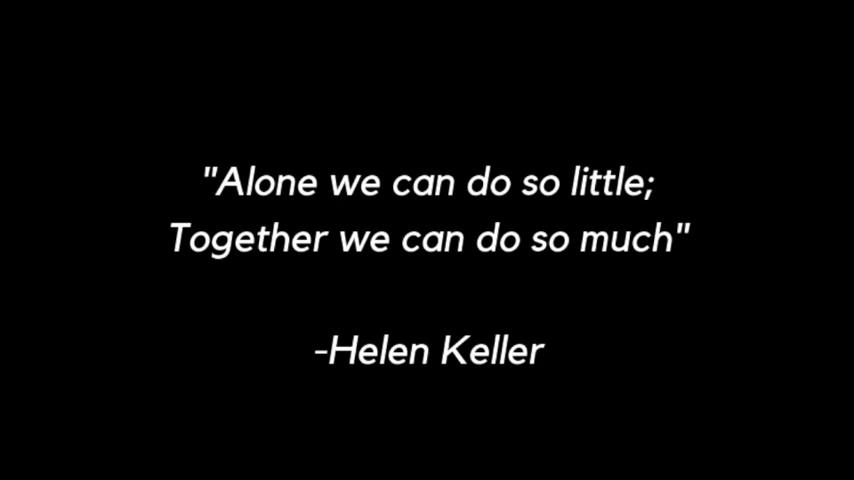 "Alone we can do so little;
Together we can do so much"
-Helen Keller